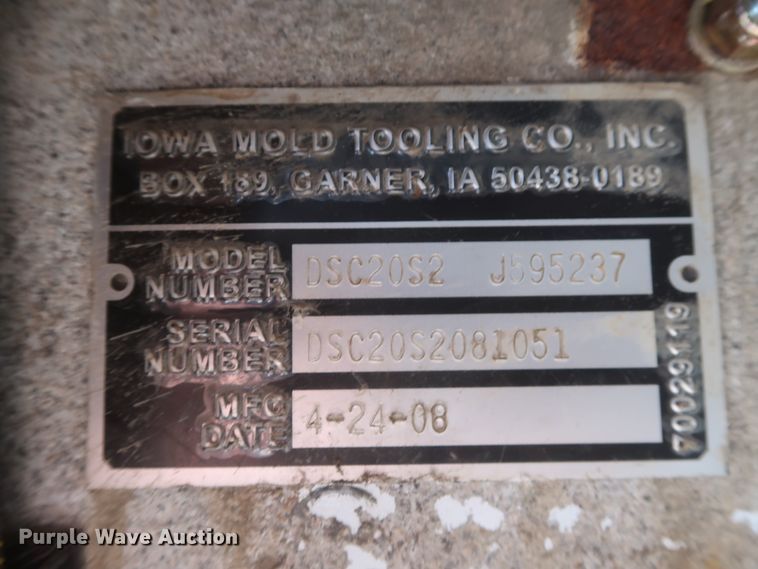 IOWA MOLD TOOLING CO., INC.
BOX 189, GARNER, IA 50438-0189
MODEL NUMBER DSC20S2 J595237
SERIAL NUMBER DSC20S2081051
MFG DATE 4-24-08
70029119
Purple Wave Auction